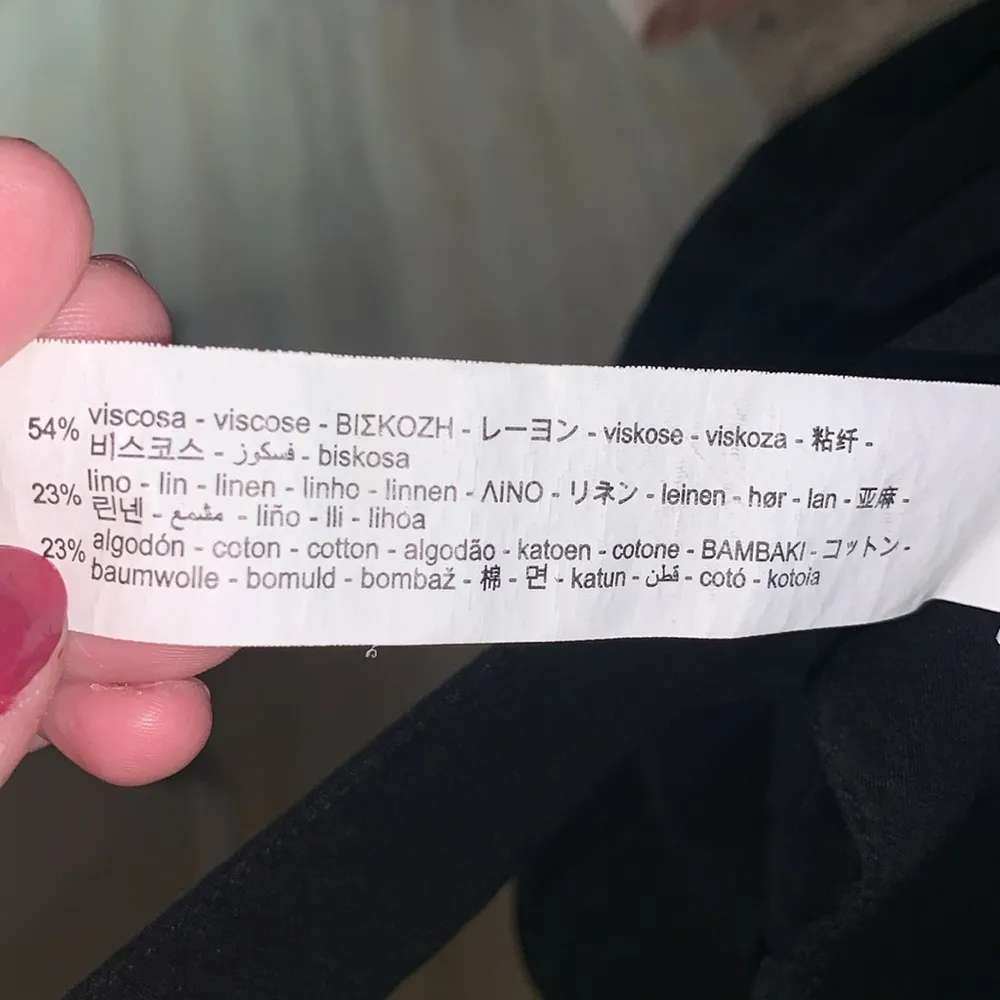 54% viscosa - viscose - ΒΙΣΚΟΖΗ - レーヨン - viskose - viskoza - 粘纤 -
비스코스 - فسكوز - biskosa
23% lino - lin - linen - linho - linnen - ΛΙΝΟ - リネン - leinen - hør - lan - 亚麻 -
린넨 - مشمع - liño - lli - lihoa
23% algodón - coton - cotton - algodão - katoen - cotone - ΒΑΜΒΑΚΙ - コットン -
baumwolle - bomuld - bombaž - 棉 - 면 - katun - قطن - cotó - kotoia